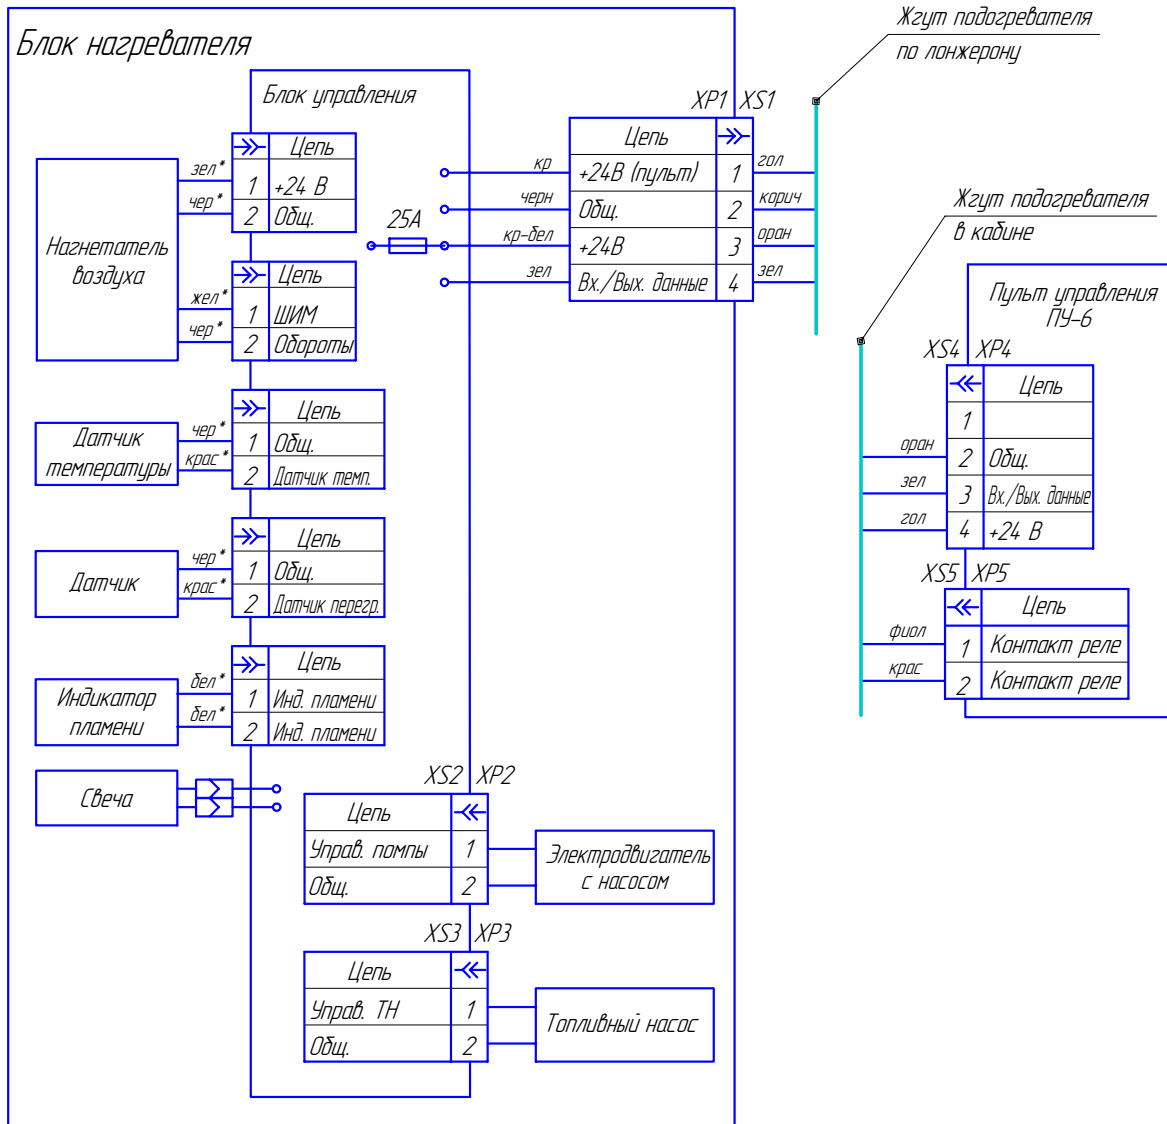 Блок нагревателя
Блок управления
Нагнетатель
воздуха
зел*
чер*
Цепь
1 +24 В
2 Общ.
жел*
чер*
Цепь
1 ШИМ
2 Обороты
Датчик
температуры
чер*
крас*
Цепь
1 Общ.
2 Датчик темп.
Датчик
чер*
крас*
Цепь
1 Общ.
2 Датчик перегр.
Индикатор
пламени
бел*
бел*
Цепь
1 Инд. пламени
2 Инд. пламени
Свеча
25А
XP1 XS1
Цепь
кр +24В (пульт) 1 гол
черн Общ. 2 корич
кр-бел +24В 3 оран
зел Вх./Вых. данные 4 зел
XS2 XP2
Цепь
Управ. помпы 1
Общ. 2
Электродвигатель
с насосом
XS3 XP3
Цепь
Управ. ТН 1
Общ. 2
Топливный насос
Жгут подогревателя
по лонжерону
Жгут подогревателя
в кабине
Пульт управления
ПУ-6
XS4 XP4
Цепь
1
оран 2 Общ.
зел 3 Вх./Вых. данные
гол 4 +24 В
XS5 XP5
Цепь
фиол 1 Контакт реле
крас 2 Контакт реле